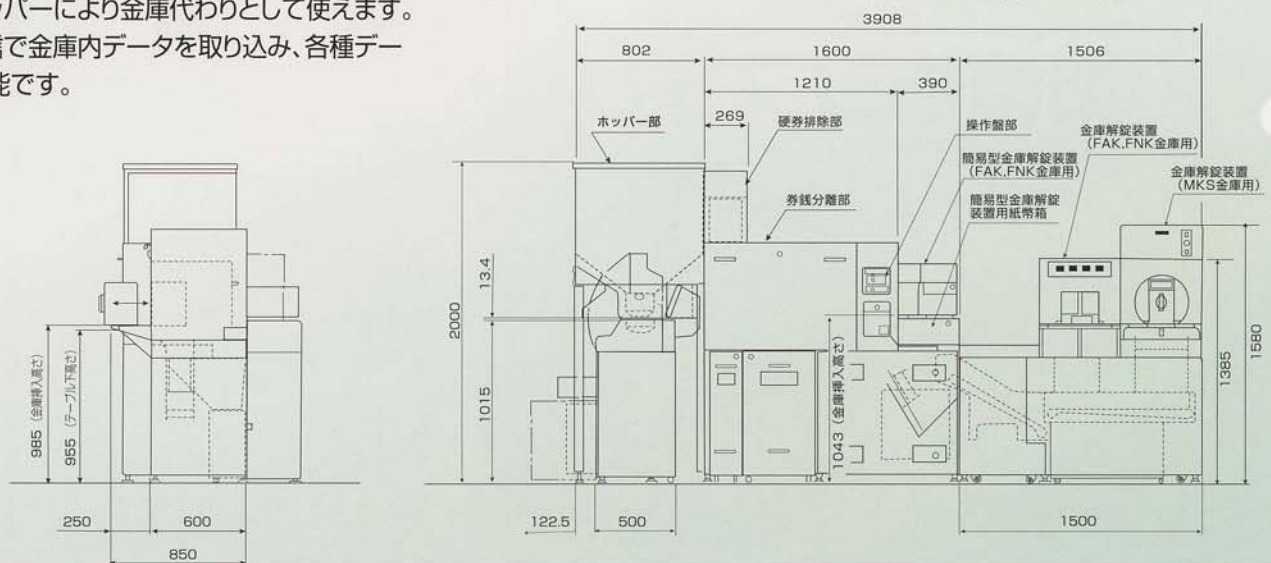 ッパーにより金庫代わりとして使えます。
信で金庫内データを取り込み、各種デー
能です。
3908
802
1600
1506
1210
390
269
ホッパー部
硬券排除部
操作盤部
金庫解錠装置
(FAK,FNK金庫用)
簡易型金庫解錠装置
(FAK,FNK金庫用)
金庫解錠装置
(MKS金庫用)
券銭分離部
簡易型金庫解錠
装置用紙幣箱
2000
13.4
1015
1043 (金庫挿入高さ)
1385
1580
985 (金庫挿入高さ)
955 (テーブル下高さ)
250
600
850
122.5
500
1500